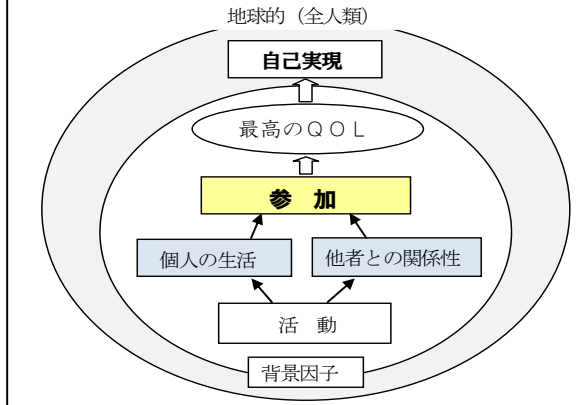 地球的（全人類）
自己実現
最高のＱＯＬ
参　加
個人の生活
他者との関係性
活　動
背景因子